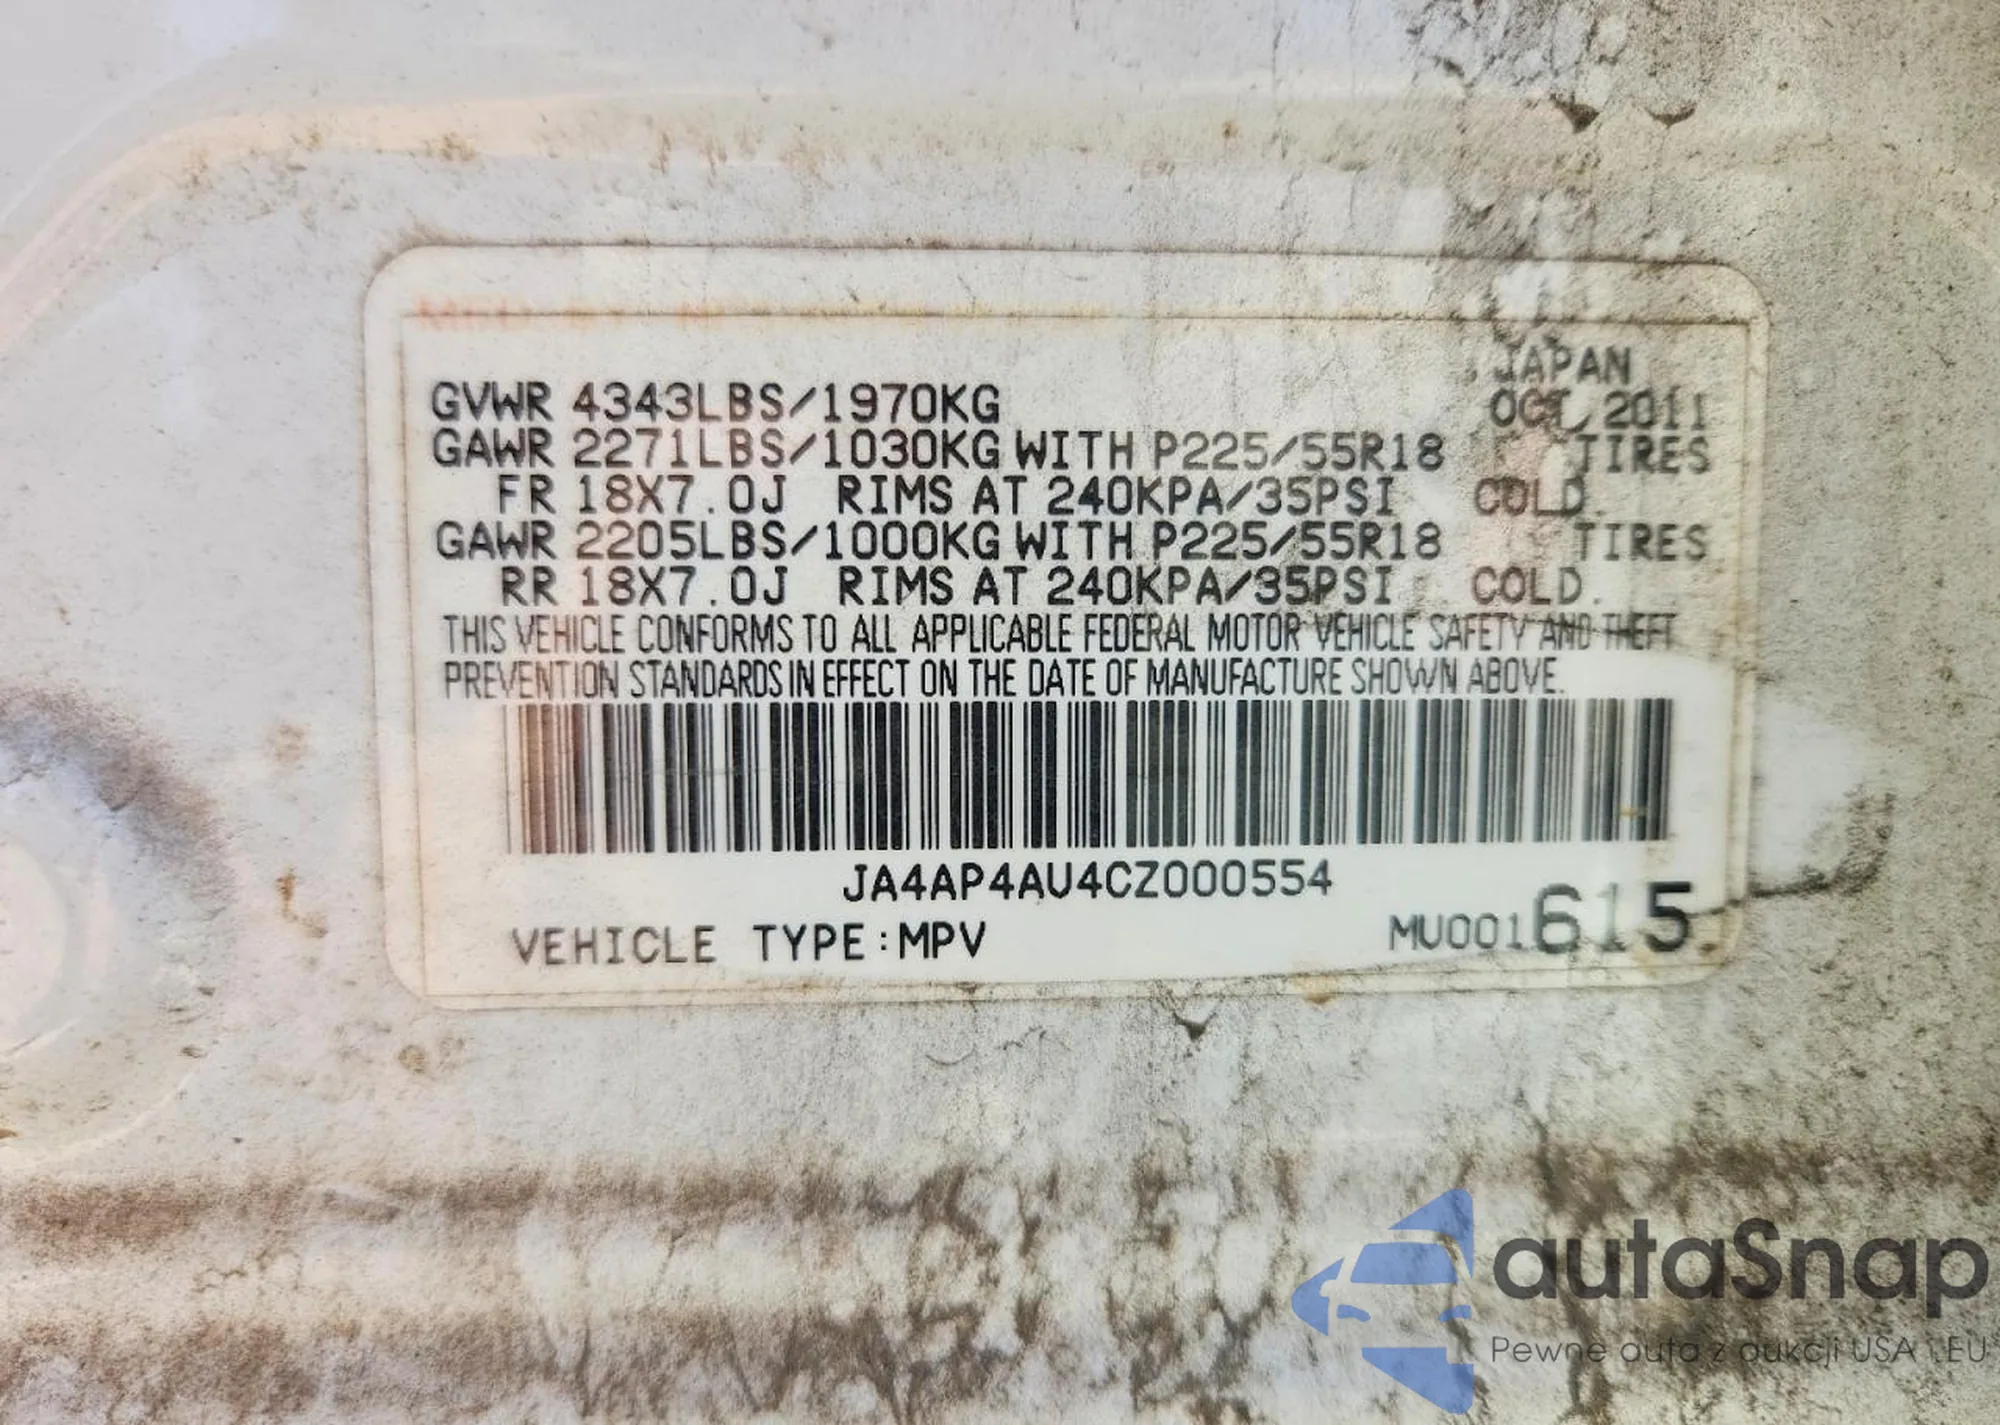 JAPAN
GVWR 4343LBS/1970KG OCT 2011
GAWR 2271LBS/1030KG WITH P225/55R18 TIRES
FR 18X7.0J RIMS AT 240KPA/35PSI COLD.
GAWR 2205LBS/1000KG WITH P225/55R18 TIRES
RR 18X7.0J RIMS AT 240KPA/35PSI COLD.
THIS VEHICLE CONFORMS TO ALL APPLICABLE FEDERAL MOTOR VEHICLE SAFETY AND THEFT
PREVENTION STANDARDS IN EFFECT ON THE DATE OF MANUFACTURE SHOWN ABOVE.
JA4AP4AU4CZ000554
VEHICLE TYPE:MPV MU001615
autaSnap
Pewne auta z aukcji USA i EU